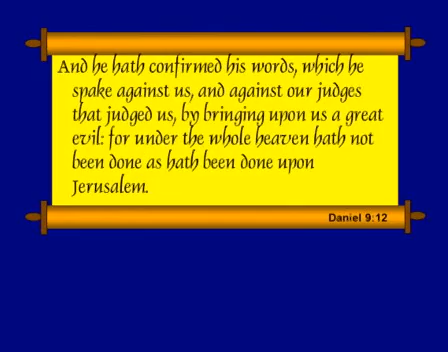 And he hath confirmed his words, which he
spake against us, and against our judges
that judged us, by bringing upon us a great
evil: for under the whole heaven hath not
been done as hath been done upon
Jerusalem.
Daniel 9:12